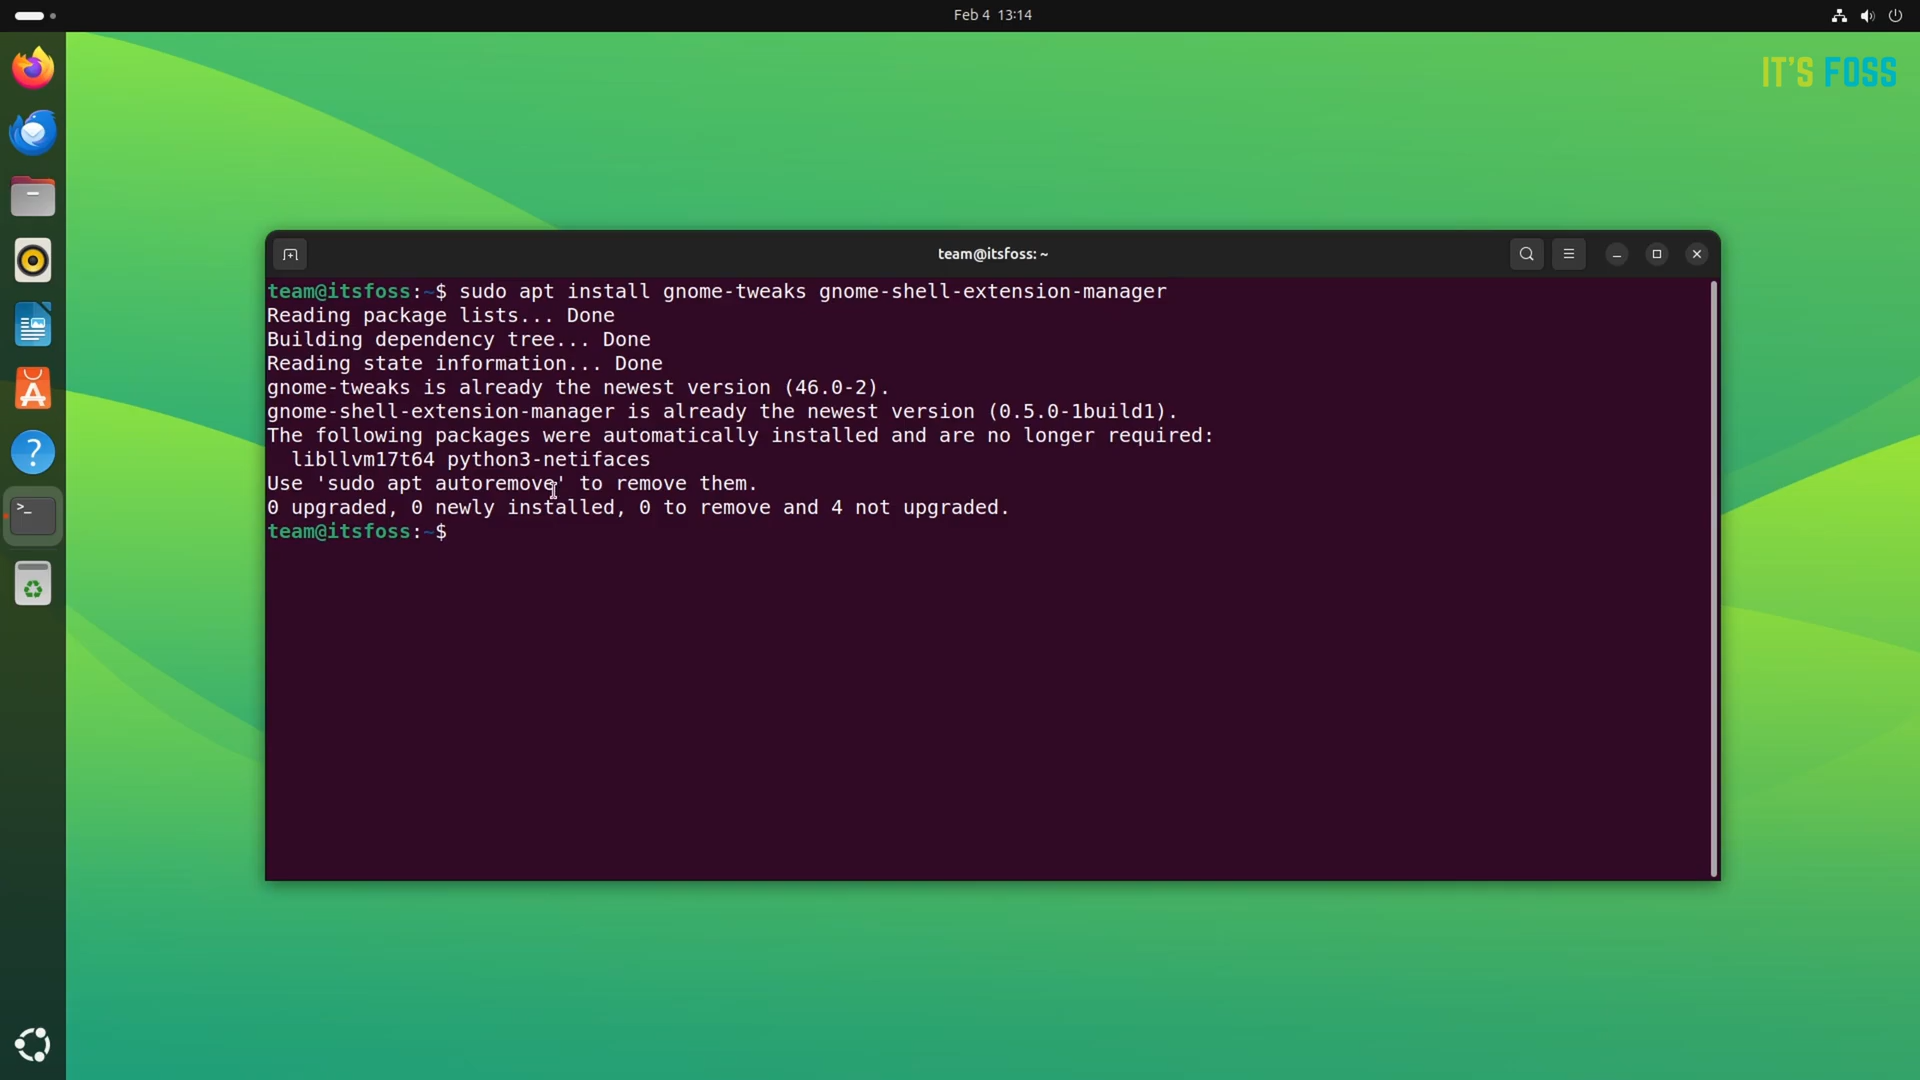 Feb 4 13:14
IT'S FOSS
team@itsfoss: ~
team@itsfoss:~$ sudo apt install gnome-tweaks gnome-shell-extension-manager
Reading package lists... Done
Building dependency tree... Done
Reading state information... Done
gnome-tweaks is already the newest version (46.0-2).
gnome-shell-extension-manager is already the newest version (0.5.0-1build1).
The following packages were automatically installed and are no longer required:
  libllvm17t64 python3-netifaces
Use 'sudo apt autoremove' to remove them.
0 upgraded, 0 newly installed, 0 to remove and 4 not upgraded.
team@itsfoss:~$